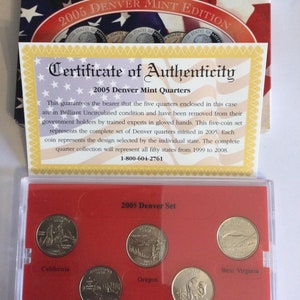 2005 DENVER MINT EDITION
Certificate of Authenticity
2005 Denver Mint Quarters
This guarantees the bearer that the five quarters enclosed in this case
are in Brilliant Uncirculated condition and have been removed from their
government holders by trained experts in gloved hands. This five-coin set
represents the complete set of Denver quarters minted in 2005. Each
coin represents the design selected by the individual state. The complete
quarter collection will represent all fifty states from 1999 to 2008.
1-800-604-2761
2005 Denver Set
California
Oregon
West Virginia